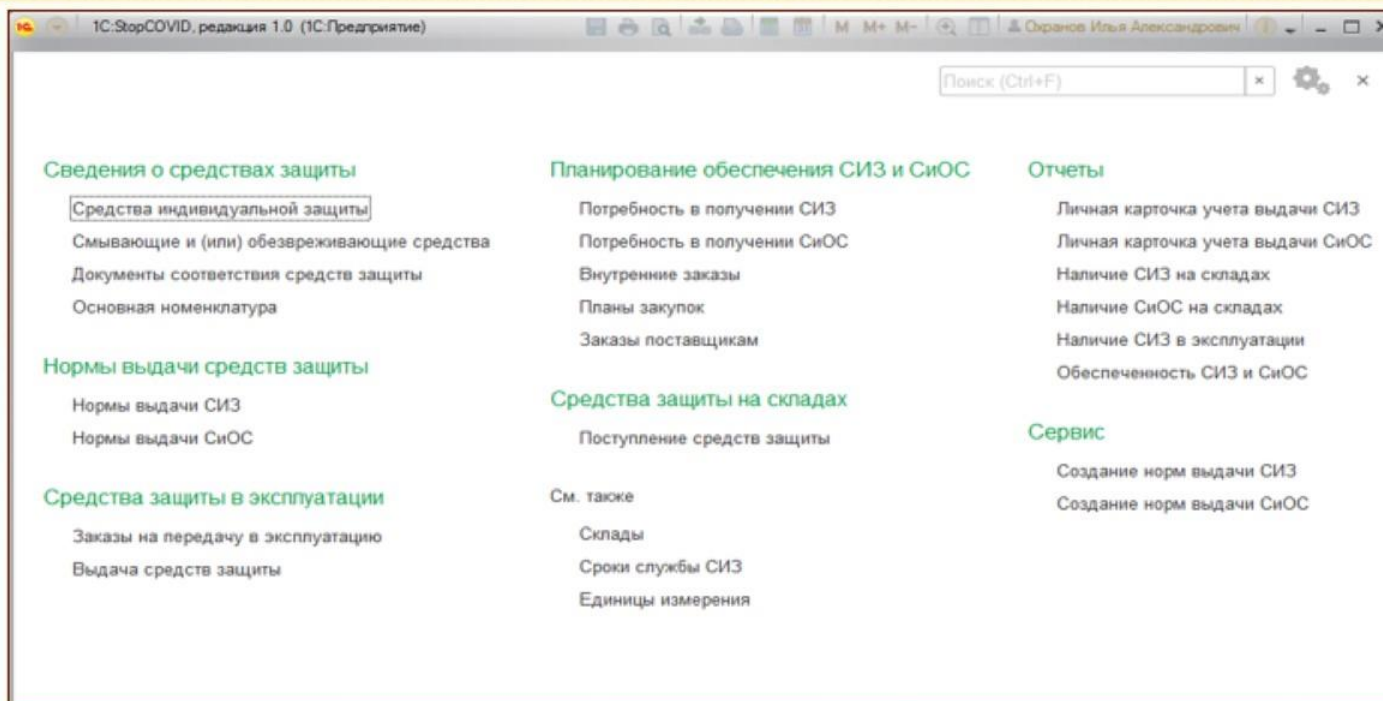 1С:StopCOVID, редакция 1.0 (1С:Предприятие)
M M+ M- Охранов Илья Александрович
Поиск (Ctrl+F)
Сведения о средствах защиты
Средства индивидуальной защиты
Смывающие и (или) обезвреживающие средства
Документы соответствия средств защиты
Основная номенклатура
Нормы выдачи средств защиты
Нормы выдачи СИЗ
Нормы выдачи СиОС
Средства защиты в эксплуатации
Заказы на передачу в эксплуатацию
Выдача средств защиты
Планирование обеспечения СИЗ и СиОС
Потребность в получении СИЗ
Потребность в получении СиОС
Внутренние заказы
Планы закупок
Заказы поставщикам
Средства защиты на складах
Поступление средств защиты
См. также
Склады
Сроки службы СИЗ
Единицы измерения
Отчеты
Личная карточка учета выдачи СИЗ
Личная карточка учета выдачи СиОС
Наличие СИЗ на складах
Наличие СиОС на складах
Наличие СИЗ в эксплуатации
Обеспеченность СИЗ и СиОС
Сервис
Создание норм выдачи СИЗ
Создание норм выдачи СиОС